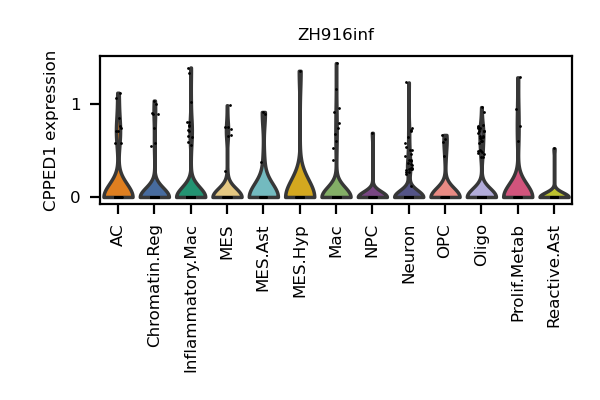 ZH916inf
CPPED1 expression
1
0
AC
Chromatin.Reg
Inflammatory.Mac
MES
MES.Ast
MES.Hyp
Mac
NPC
Neuron
OPC
Oligo
Prolif.Metab
Reactive.Ast